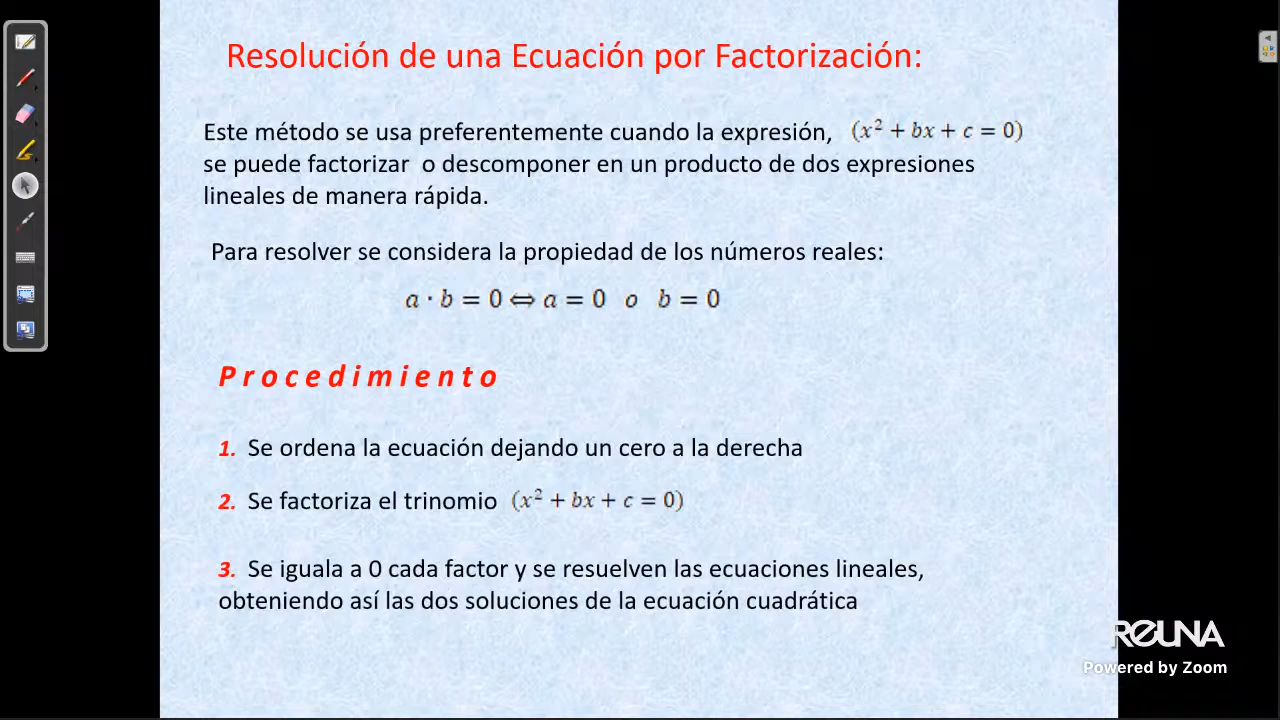 Resolución de una Ecuación por Factorización:
Este método se usa preferentemente cuando la expresión, (x² + bx + c = 0)
se puede factorizar o descomponer en un producto de dos expresiones
lineales de manera rápida.
Para resolver se considera la propiedad de los números reales:
a · b = 0 ⇔ a = 0 o b = 0
Procedimiento
1. Se ordena la ecuación dejando un cero a la derecha
2. Se factoriza el trinomio (x² + bx + c = 0)
3. Se iguala a 0 cada factor y se resuelven las ecuaciones lineales,
obteniendo así las dos soluciones de la ecuación cuadrática
REUNA
Powered by Zoom